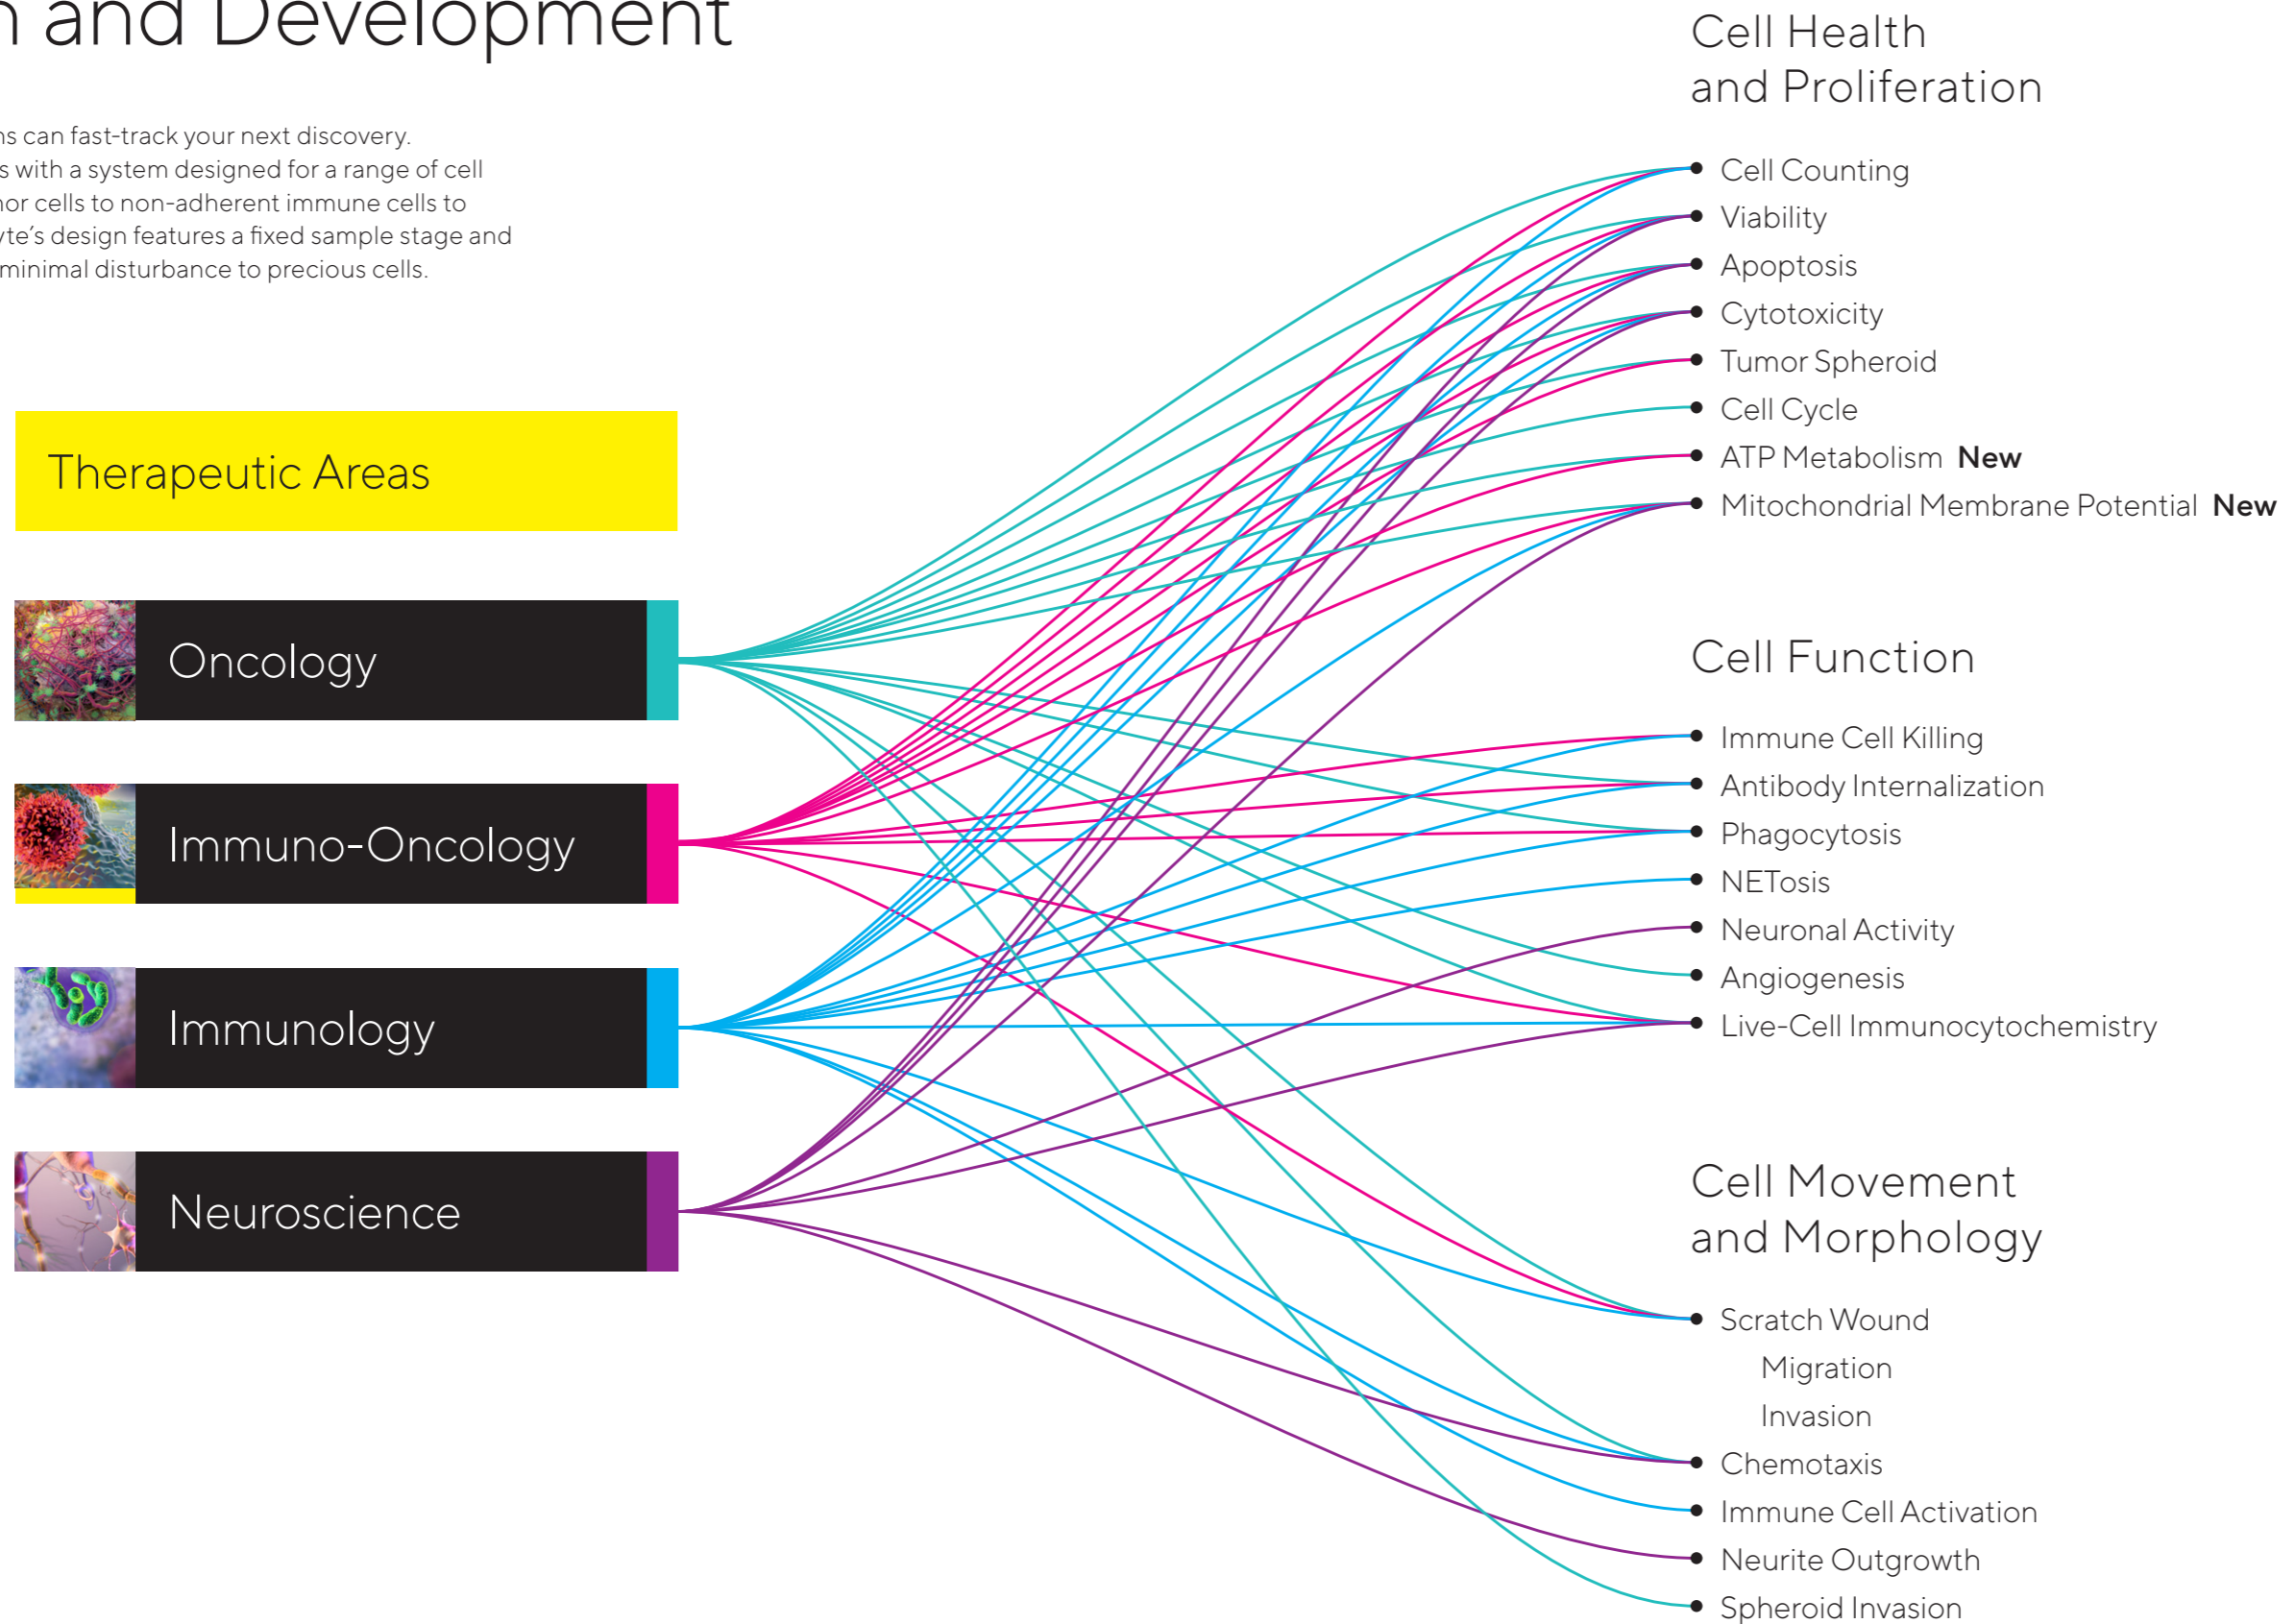 and Development
can fast-track your next discovery.
with a system designed for a range of cell
cells to non-adherent immune cells to
design features a fixed sample stage and
minimal disturbance to precious cells.
Therapeutic Areas
Oncology
Immuno-Oncology
Immunology
Neuroscience
Cell Health
and Proliferation
Cell Counting
Viability
Apoptosis
Cytotoxicity
Tumor Spheroid
Cell Cycle
ATP Metabolism New
Mitochondrial Membrane Potential New
Cell Function
Immune Cell Killing
Antibody Internalization
Phagocytosis
NETosis
Neuronal Activity
Angiogenesis
Live-Cell Immunocytochemistry
Cell Movement
and Morphology
Scratch Wound
Migration
Invasion
Chemotaxis
Immune Cell Activation
Neurite Outgrowth
Spheroid Invasion